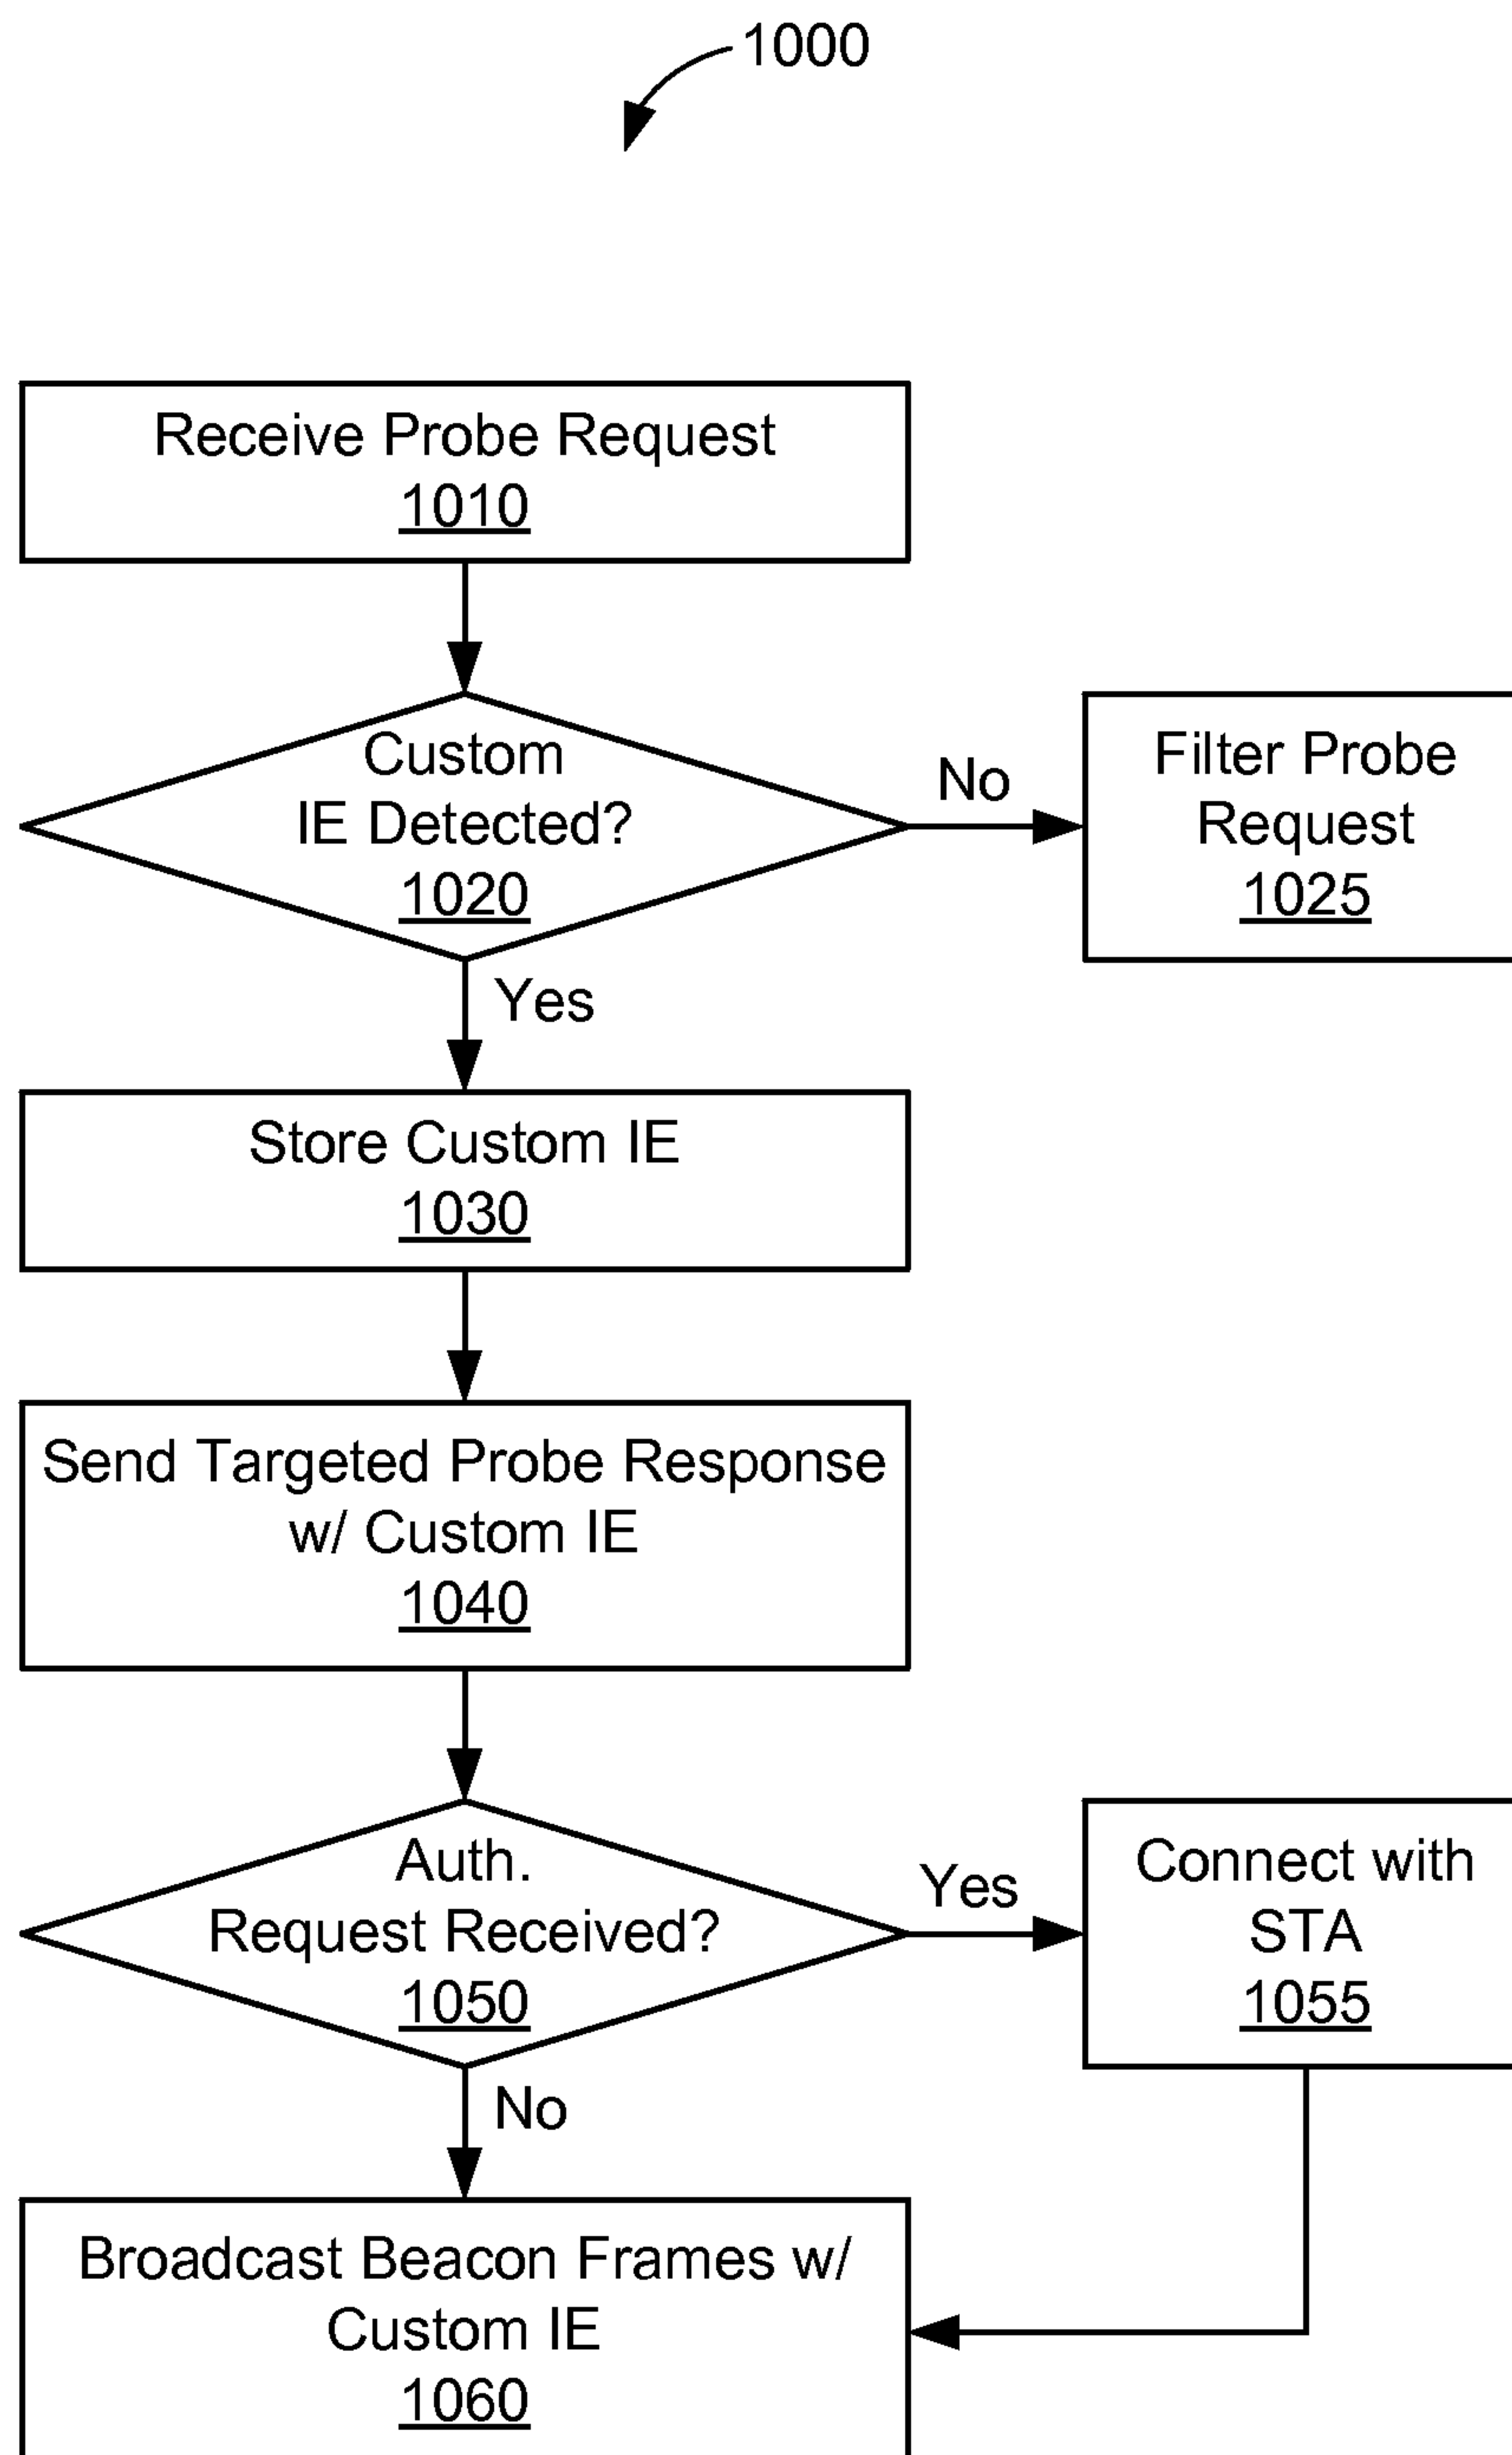 1000
Receive Probe Request
1010
Custom
IE Detected?
1020
No
Filter Probe
Request
1025
Yes
Store Custom IE
1030
Send Targeted Probe Response
w/ Custom IE
1040
Auth.
Request Received?
1050
Yes
Connect with
STA
1055
No
Broadcast Beacon Frames w/
Custom IE
1060